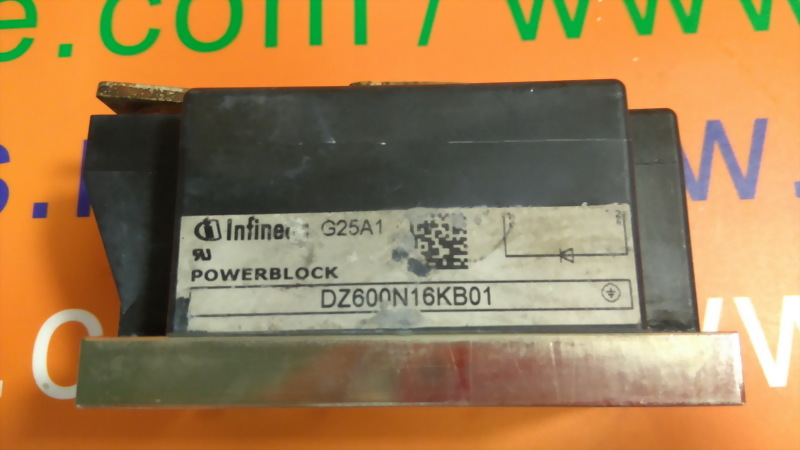 e.com / www
Infineon G25A1
POWERBLOCK
DZ600N16KB01